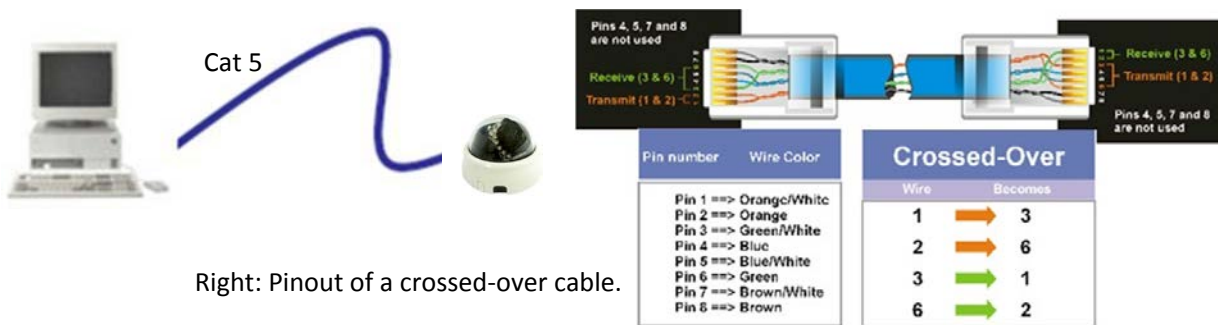 Cat 5
Right: Pinout of a crossed-over cable.
Pins 4, 5, 7 and 8
are not used
Receive (3 & 6)
Transmit (1 & 2)
Receive (3 & 6)
Transmit (1 & 2)
Pins 4, 5, 7 and 8
are not used
Pin number Wire Color
Pin 1 ==> Orange/White
Pin 2 ==> Orange
Pin 3 ==> Green/White
Pin 4 ==> Blue
Pin 5 ==> Blue/White
Pin 6 ==> Green
Pin 7 ==> Brown/White
Pin 8 ==> Brown
Crossed-Over
Wire Becomes
1 3
2 6
3 1
6 2